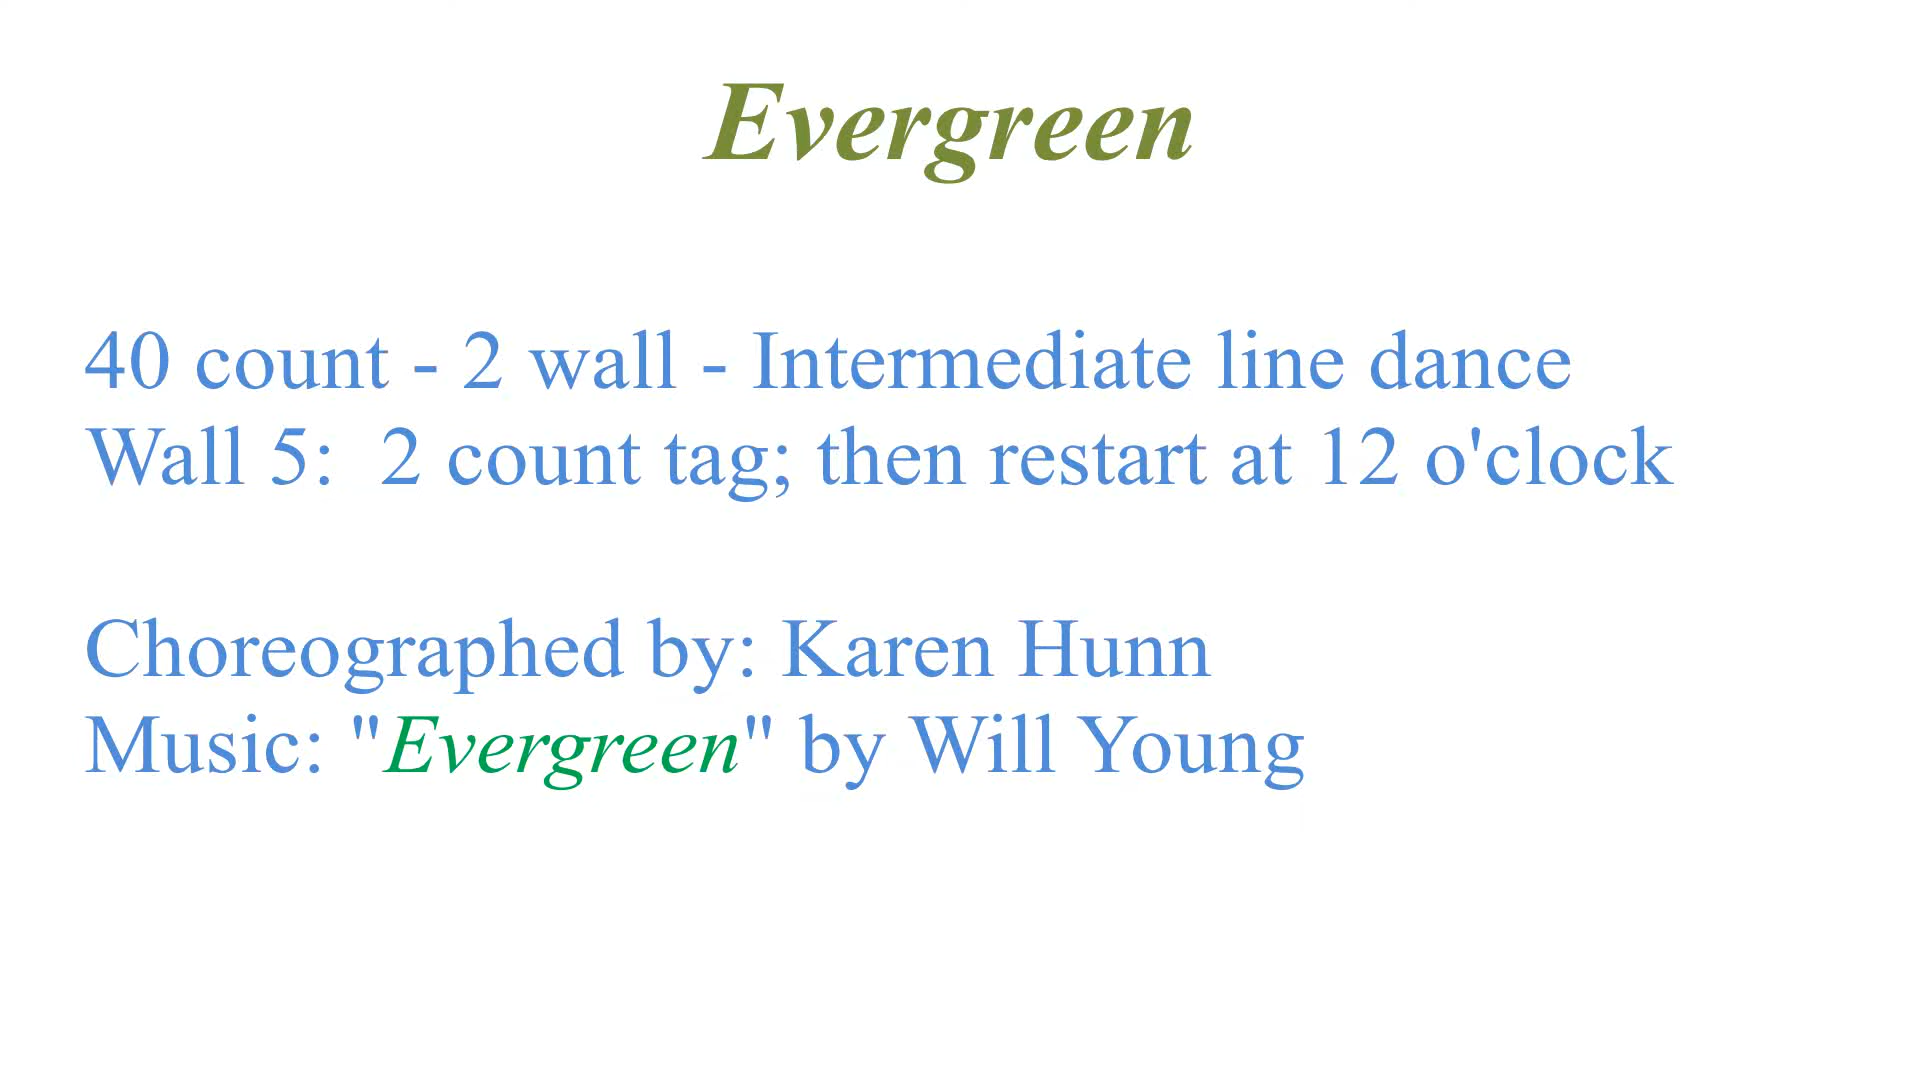 Evergreen
40 count - 2 wall - Intermediate line dance
Wall 5:  2 count tag; then restart at 12 o'clock
Choreographed by: Karen Hunn
Music: "Evergreen" by Will Young